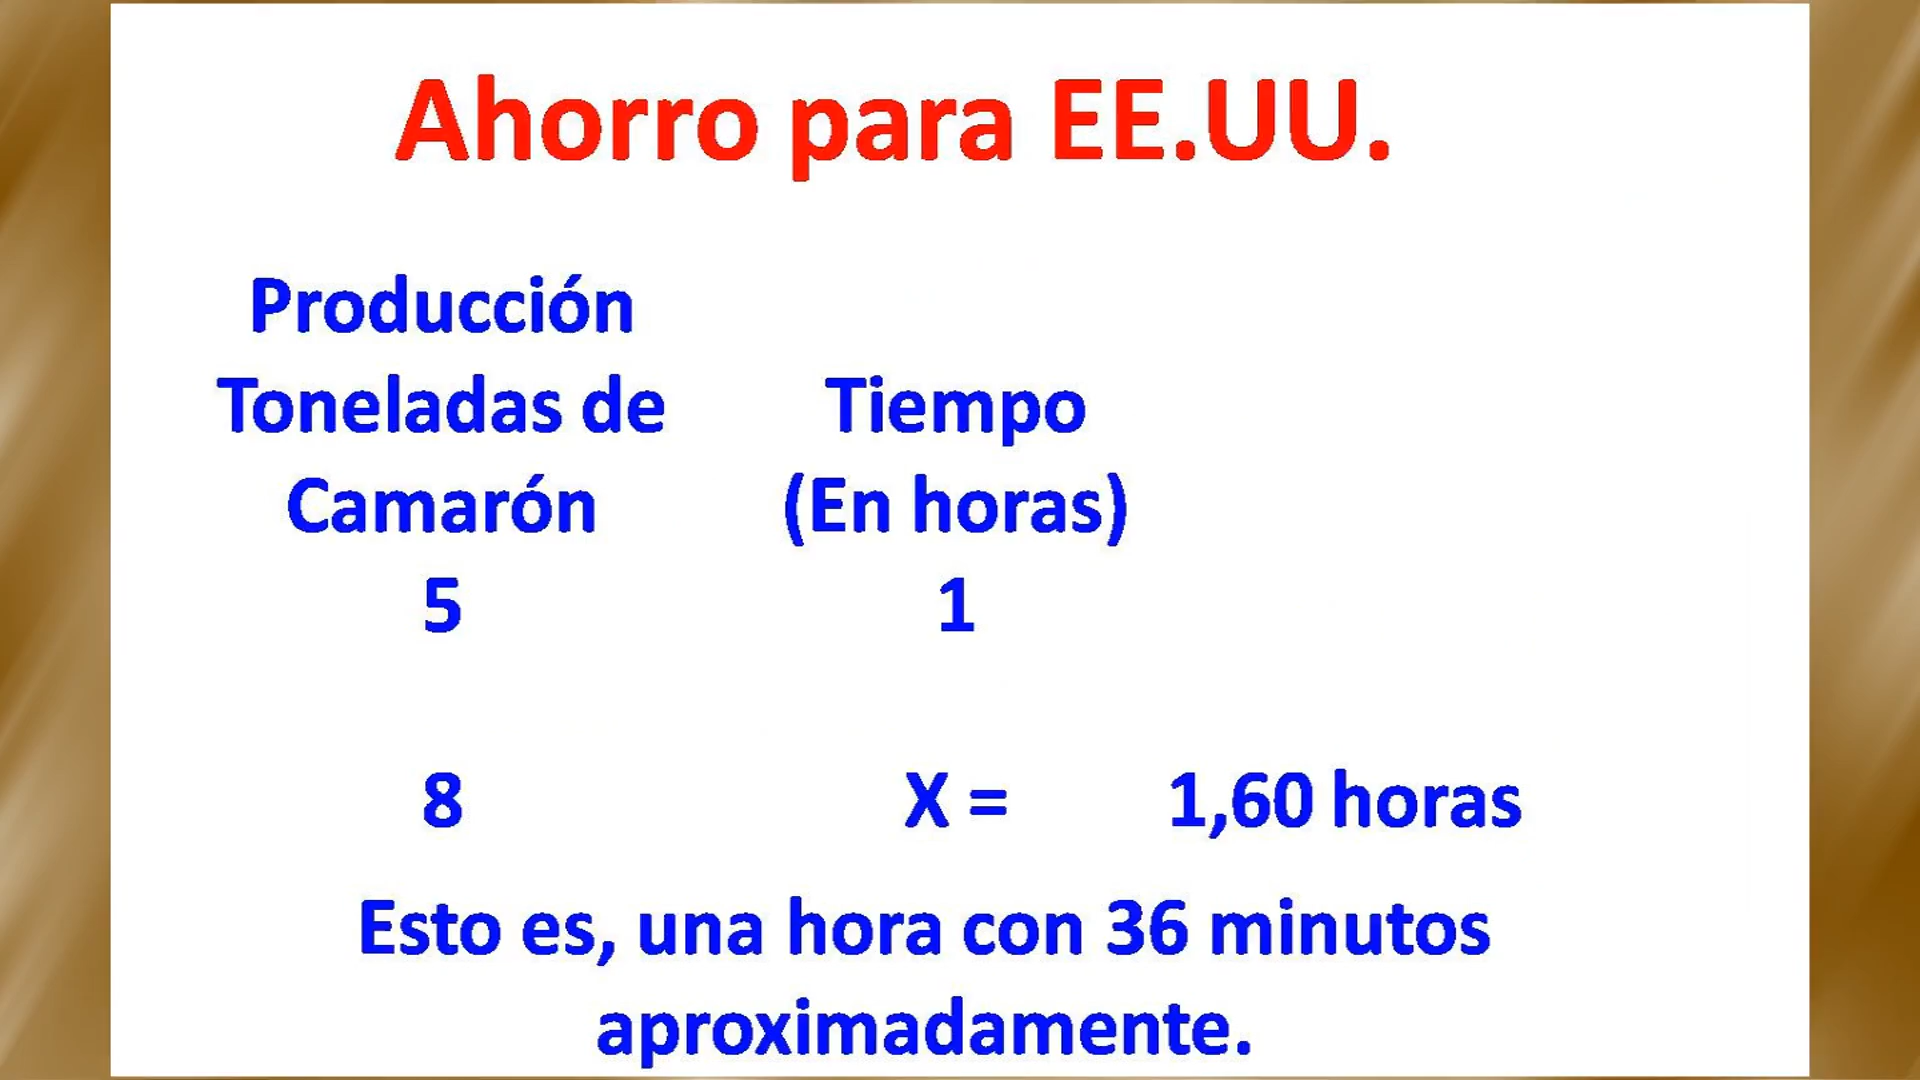 Ahorro para EE.UU.
Producción
Toneladas de Tiempo
Camarón (En horas)
5 1
8 X = 1,60 horas
Esto es, una hora con 36 minutos
aproximadamente.